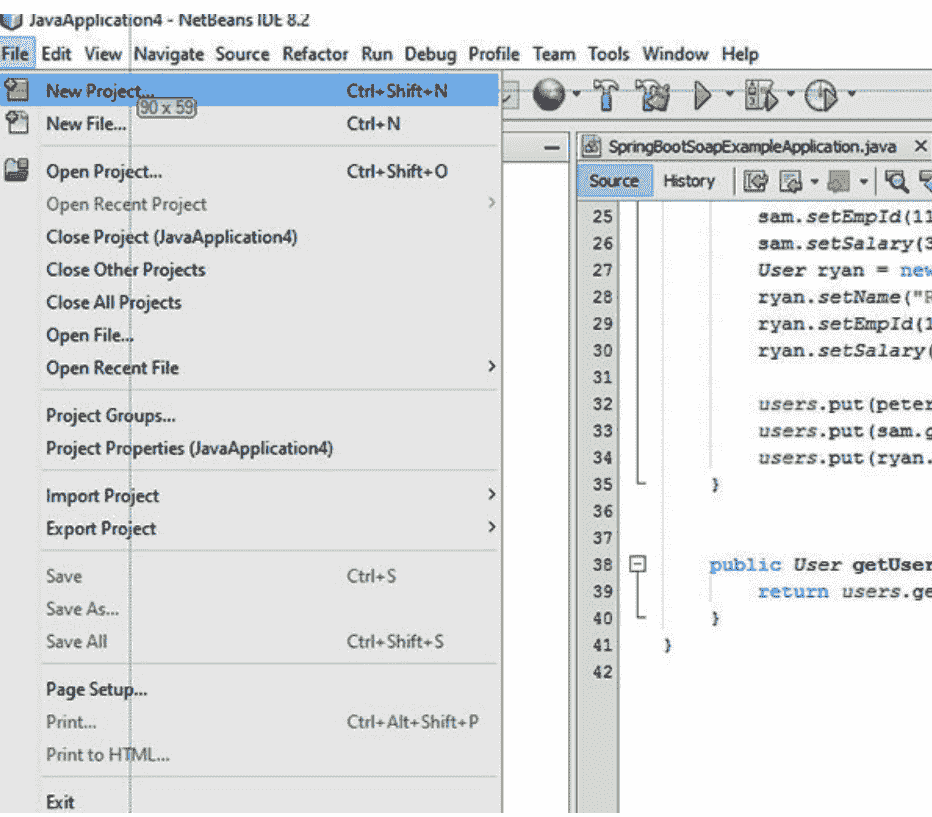 JavaApplication4 - NetBeans IDE 8.2
File Edit View Navigate Source Refactor Run Debug Profile Team Tools Window Help
New Project... Ctrl+Shift+N
90 x 59
New File... Ctrl+N
Open Project... Ctrl+Shift+O
Open Recent Project
Close Project (JavaApplication4)
Close Other Projects
Close All Projects
Open File...
Open Recent File
Project Groups...
Project Properties (JavaApplication4)
Import Project
Export Project
Save Ctrl+S
Save As...
Save All Ctrl+Shift+S
Page Setup...
Print... Ctrl+Alt+Shift+P
Print to HTML...
Exit
SpringBootSoapExampleApplication.java
Source History
25 sam.setEmpId(11
26 sam.setSalary(3
27 User ryan = new
28 ryan.setName("R
29 ryan.setEmpId(1
30 ryan.setSalary(
31
32 users.put(peter
33 users.put(sam.g
34 users.put(ryan.
35 }
36
37
38 public User getUser
39 return users.ge
40 }
41 }
42